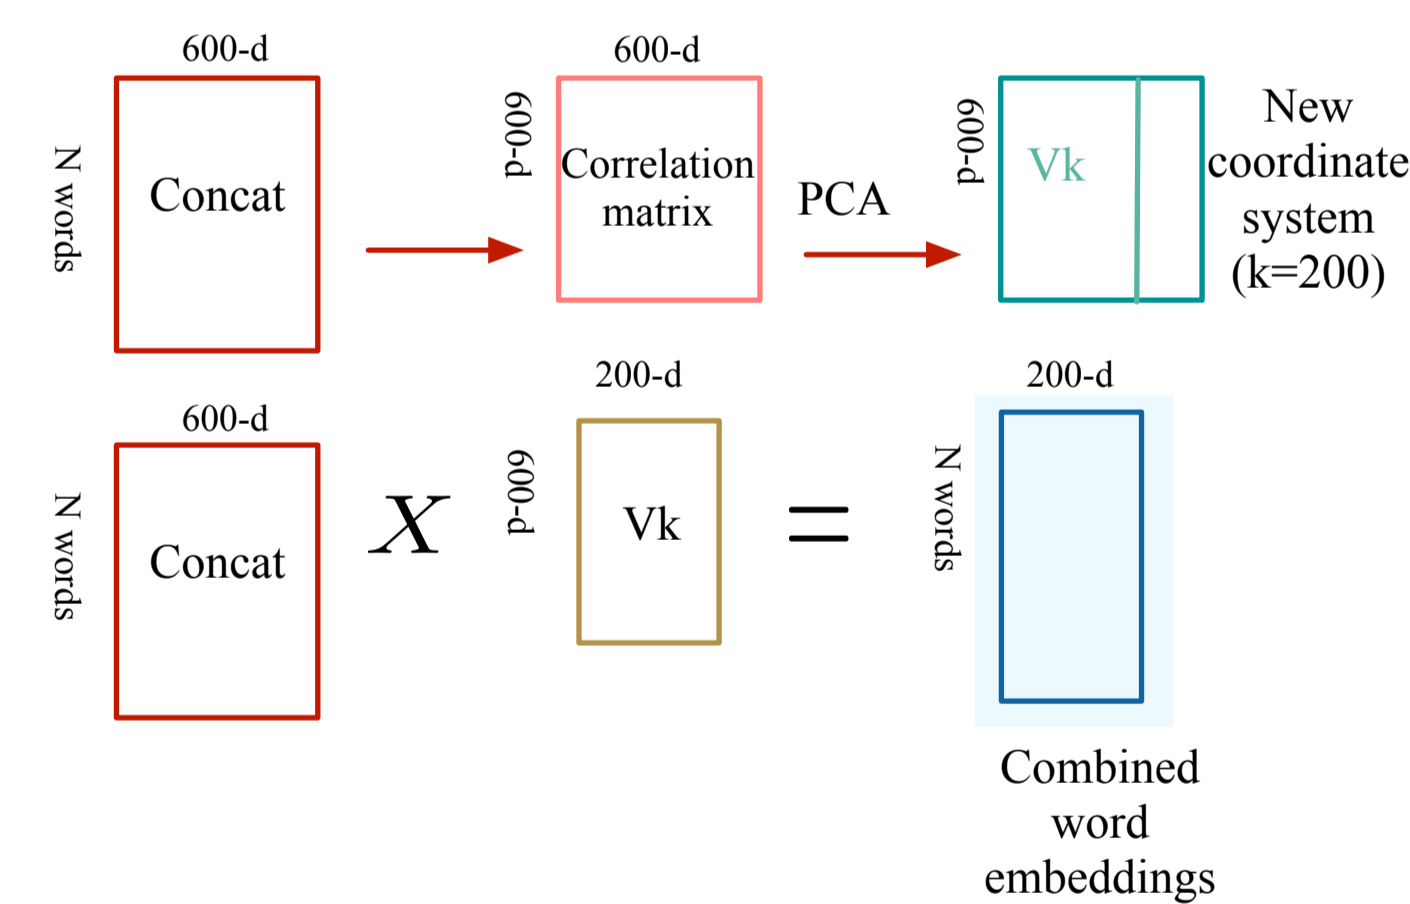 600-d
N words
Concat
600-d
600-d
Correlation
matrix
PCA
600-d
Vk
New
coordinate
system
(k=200)
600-d
N words
Concat
X
200-d
600-d
Vk
=
200-d
N words
Combined
word
embeddings